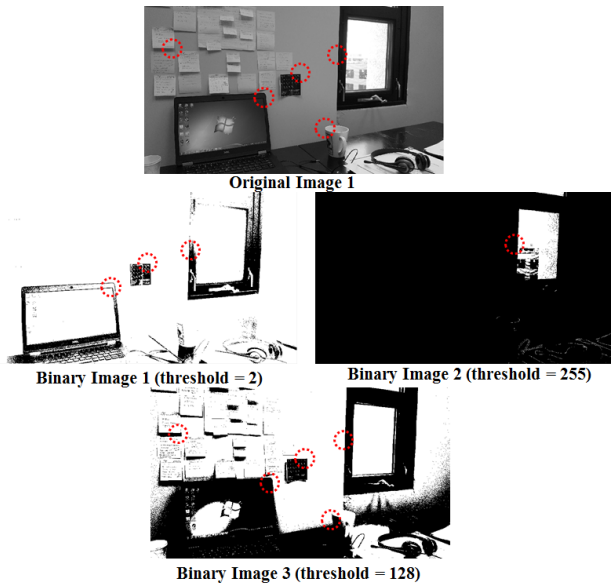 Original Image 1
Binary Image 1 (threshold = 2)
Binary Image 2 (threshold = 255)
Binary Image 3 (threshold = 128)